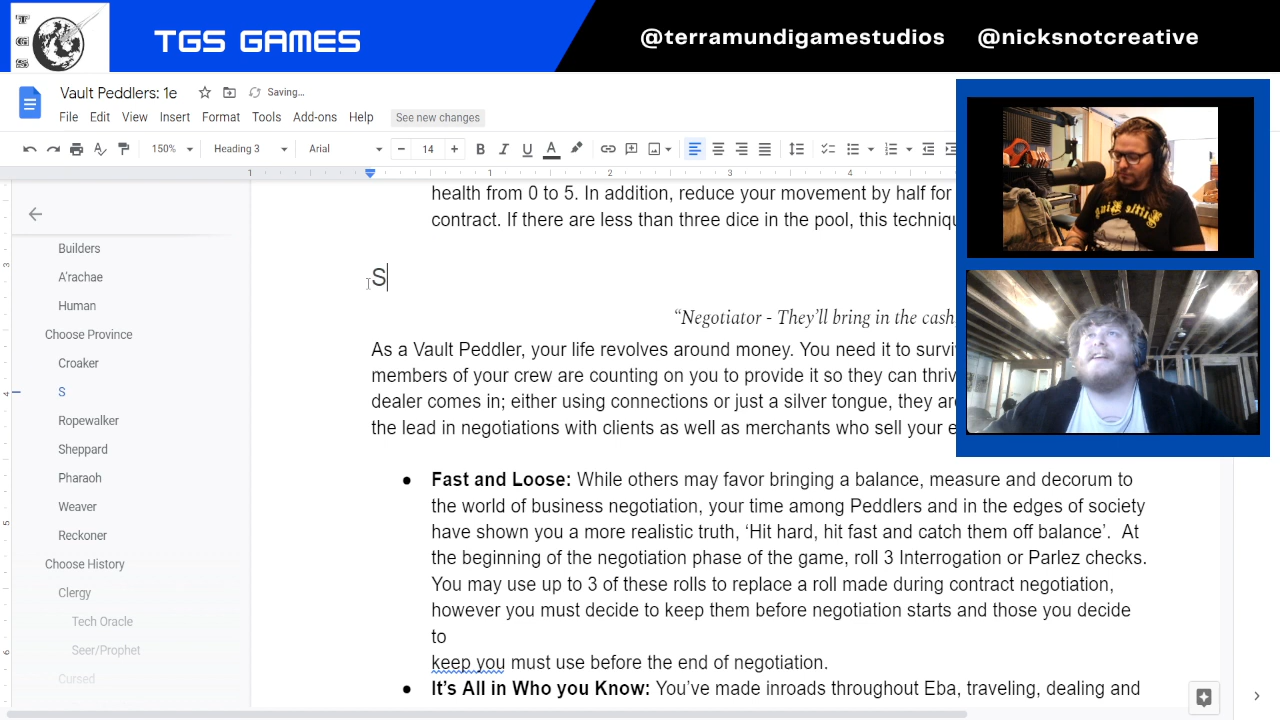 T
G
S
TGS GAMES
@terramundigamestudios @nicksnotcreative
Vault Peddlers: 1e Saving...
File Edit View Insert Format Tools Add-ons Help See new changes
150% Heading 3 Arial 14 B I U A
1 1 2 3 4
health from 0 to 5. In addition, reduce your movement by half for
contract. If there are less than three dice in the pool, this techniqu
S
“Negotiator - They’ll bring in the cash,
As a Vault Peddler, your life revolves around money. You need it to surviv
members of your crew are counting on you to provide it so they can thriv
dealer comes in; either using connections or just a silver tongue, they are
the lead in negotiations with clients as well as merchants who sell your e
● Fast and Loose: While others may favor bringing a balance, measure and decorum to
the world of business negotiation, your time among Peddlers and in the edges of society
have shown you a more realistic truth, ‘Hit hard, hit fast and catch them off balance’. At
the beginning of the negotiation phase of the game, roll 3 Interrogation or Parlez checks.
You may use up to 3 of these rolls to replace a roll made during contract negotiation,
however you must decide to keep them before negotiation starts and those you decide
to
keep you must use before the end of negotiation.
● It’s All in Who you Know: You’ve made inroads throughout Eba, traveling, dealing and
Builders
A’rachae
Human
Choose Province
Croaker
S
Ropewalker
Sheppard
Pharaoh
Weaver
Reckoner
Choose History
Clergy
Tech Oracle
Seer/Prophet
Cursed
3
4
5
6